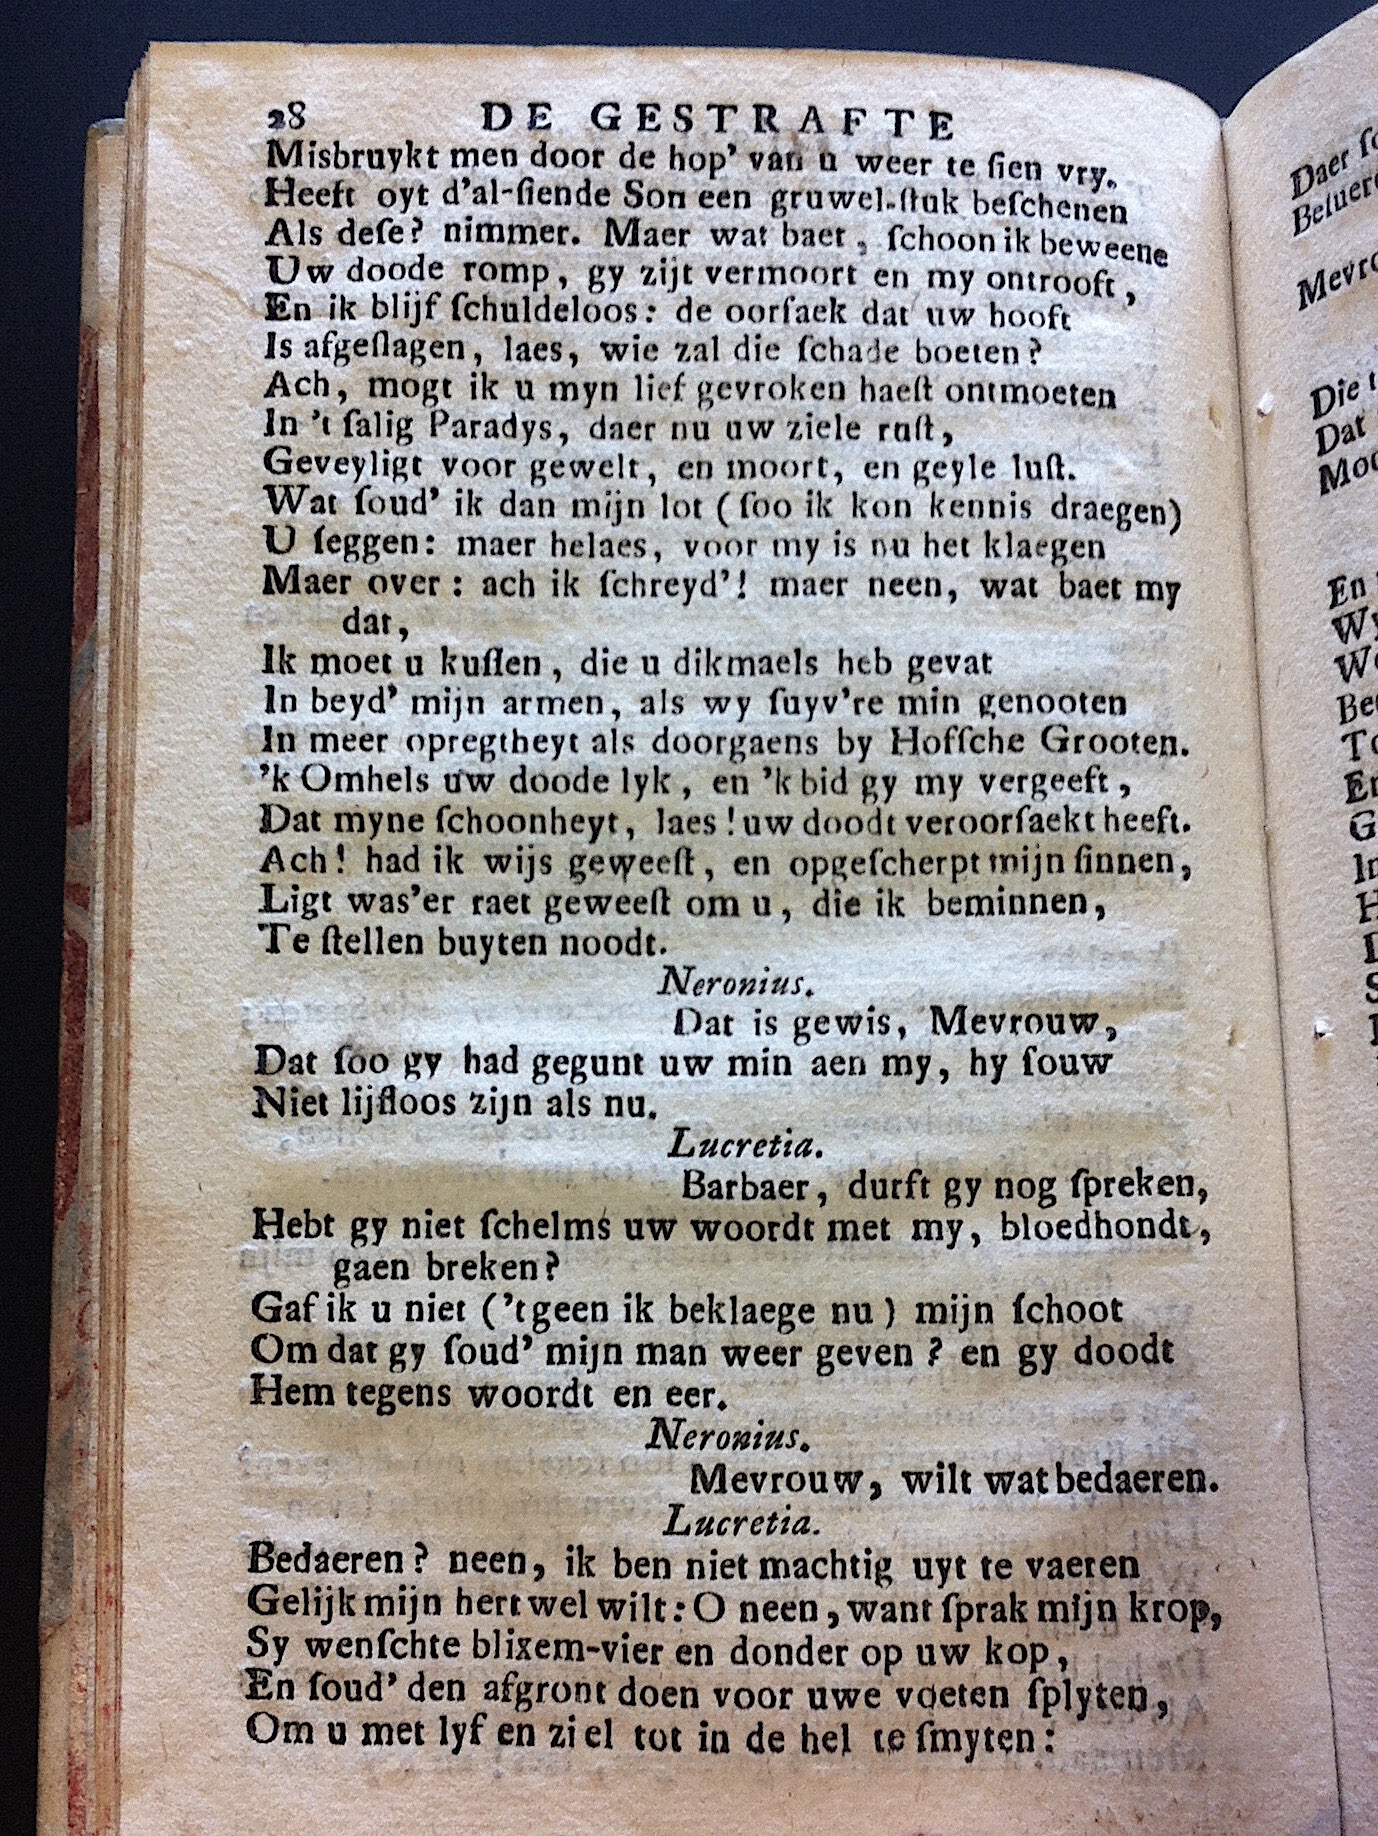 28 DE GESTRAFTE
Misbruykt men door de hop' van u weer te ſien vry.
Heeft oyt d'al-ſiende Son een gruwel-ſtuk beſchenen
Als deſe? nimmer. Maer wat baet, ſchoon ik beweene
Uw doode romp, gy zijt vermoort en my ontrooft,
En ik blijf ſchuldeloos: de oorſaek dat uw hooft
Is afgeſlagen, laes, wie zal die ſchade boeten?
Ach, mogt ik u myn lief gevroken haeſt ontmoeten
In 't ſalig Paradys, daer nu uw ziele ruſt,
Geveyligt voor gewelt, en moort, en geyle luſt.
Wat ſoud' ik dan mijn lot (ſoo ik kon kennis draegen)
U ſeggen: maer helaes, voor my is nu het klaegen
Maer over: ach ik ſchreyd'! maer neen, wat baet my
dat,
Ik moet u kuſſen, die u dikmaels heb gevat
In beyd' mijn armen, als wy ſuyv're min genooten
In meer opregtheyt als doorgaens by Hofſche Grooten.
'k Omhels uw doode lyk, en 'k bid gy my vergeeft,
Dat myne ſchoonheyt, laes! uw doodt veroorſaekt heeft.
Ach! had ik wijs geweeſt, en opgeſcherpt mijn ſinnen,
Ligt was'er raet geweeſt om u, die ik beminnen,
Te ſtellen buyten noodt.
Neronius.
Dat is gewis, Mevrouw,
Dat ſoo gy had gegunt uw min aen my, hy ſouw
Niet lijfloos zijn als nu.
Lucretia.
Barbaer, durft gy nog ſpreken,
Hebt gy niet ſchelms uw woordt met my, bloedhondt,
gaen breken?
Gaf ik u niet ('tgeen ik beklaege nu) mijn ſchoot
Om dat gy ſoud' mijn man weer geven? en gy doodt
Hem tegens woordt en eer.
Neronius.
Mevrouw, wilt wat bedaeren.
Lucretia.
Bedaeren? neen, ik ben niet machtig uyt te vaeren
Gelijk mijn hert wel wilt: O neen, want ſprak mijn krop,
Sy wenſchte blixem-vier en donder op uw kop,
En ſoud' den afgront doen voor uwe voeten ſplyten,
Om u met lyf en ziel tot in de hel te ſmyten: